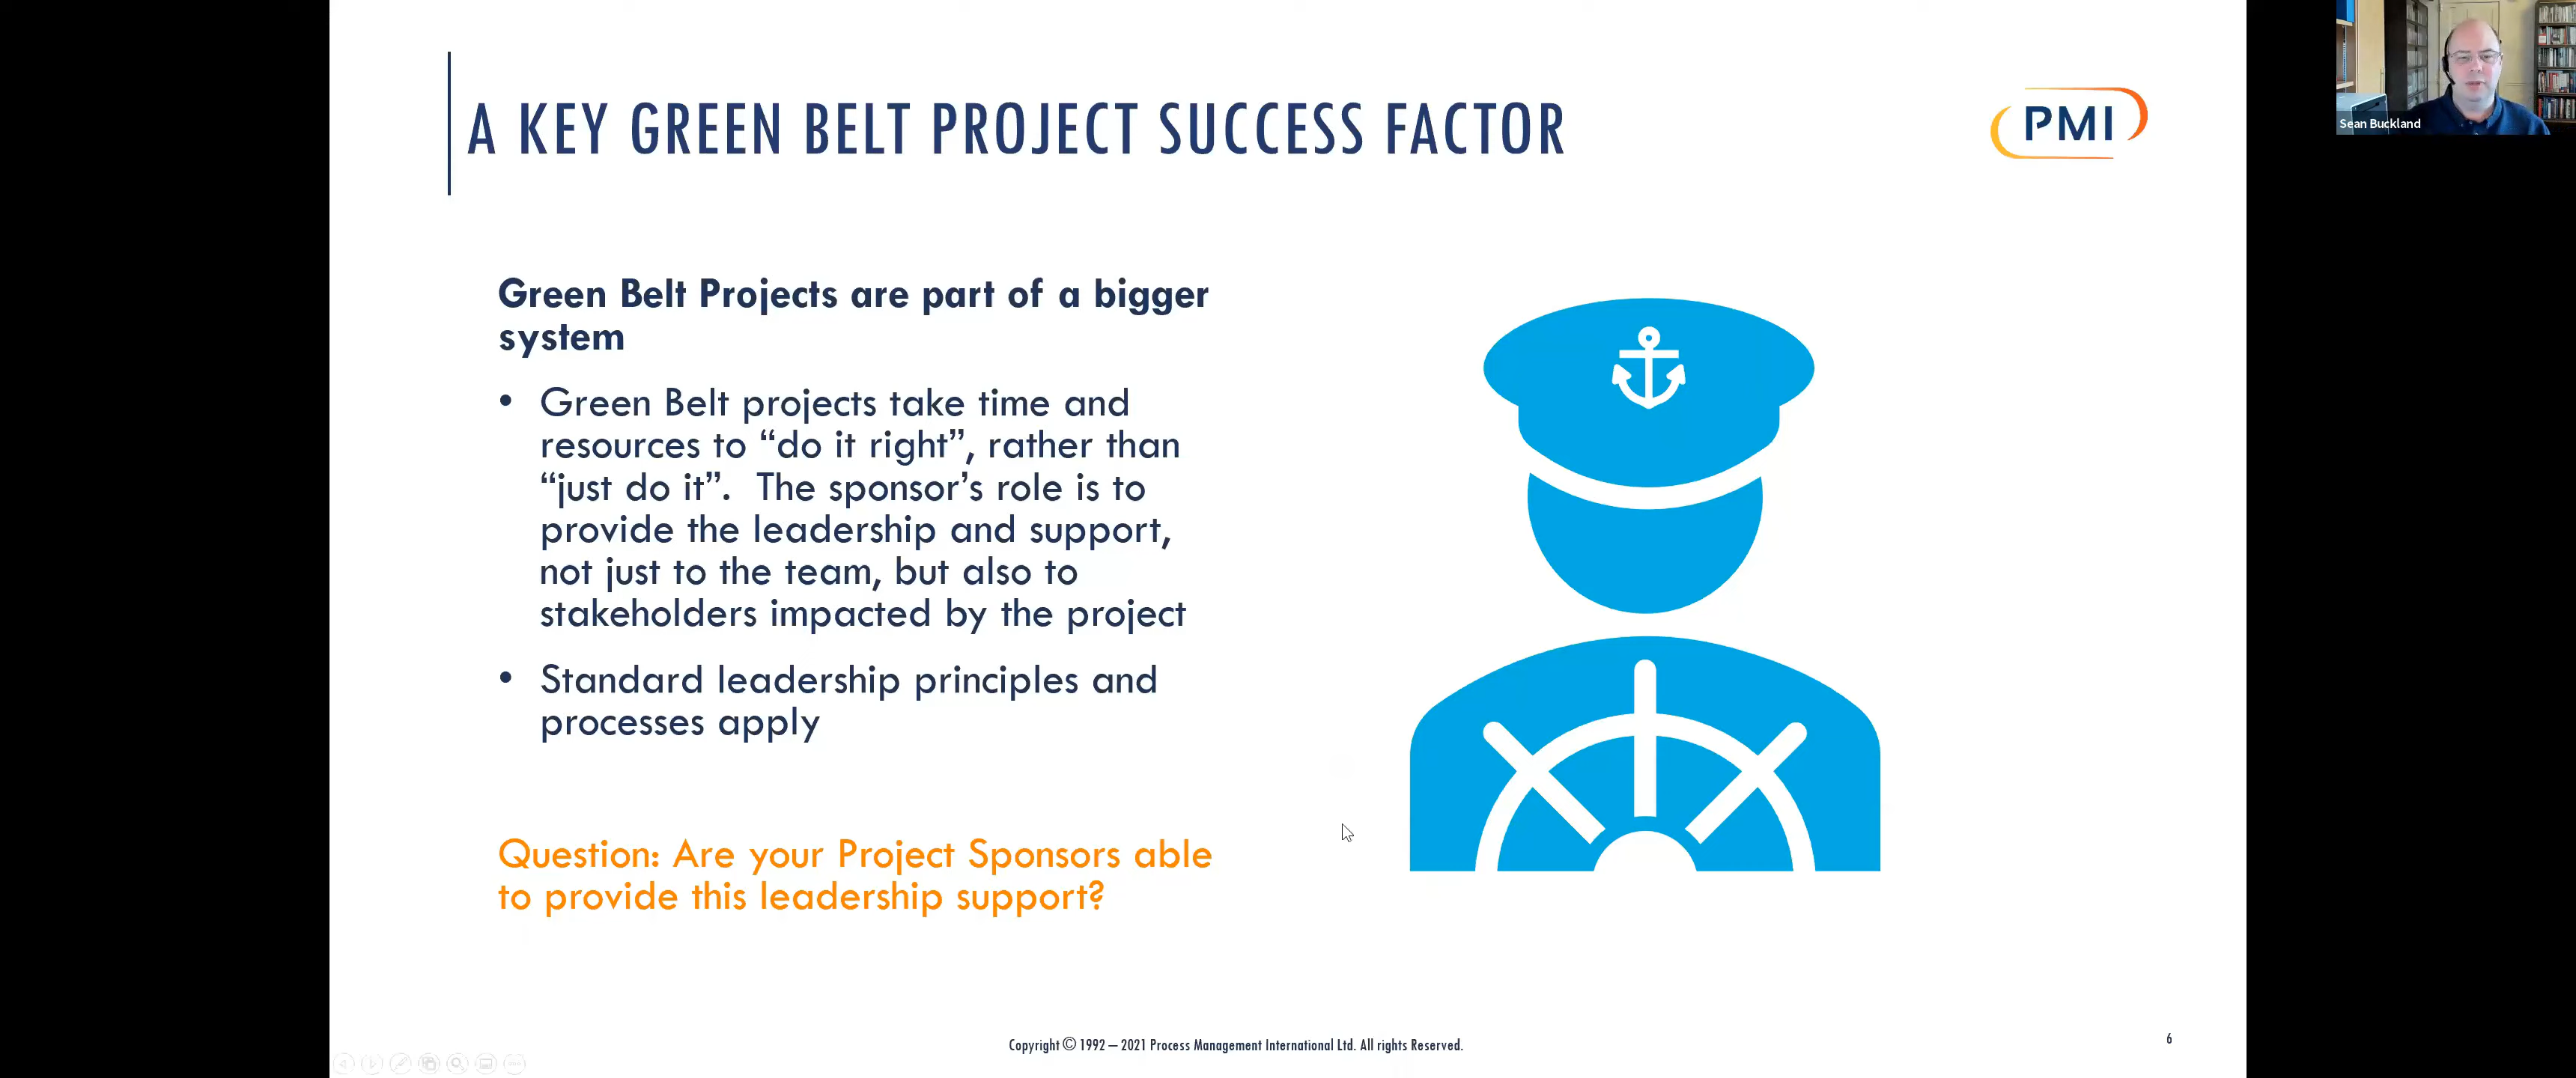 A KEY GREEN BELT PROJECT SUCCESS FACTOR
PMI
Sean Buckland
Green Belt Projects are part of a bigger
system
• Green Belt projects take time and
resources to “do it right”, rather than
“just do it”.  The sponsor’s role is to
provide the leadership and support,
not just to the team, but also to
stakeholders impacted by the project
• Standard leadership principles and
processes apply
Question: Are your Project Sponsors able
to provide this leadership support?
Copyright © 1992 – 2021 Process Management International Ltd. All rights Reserved.
6